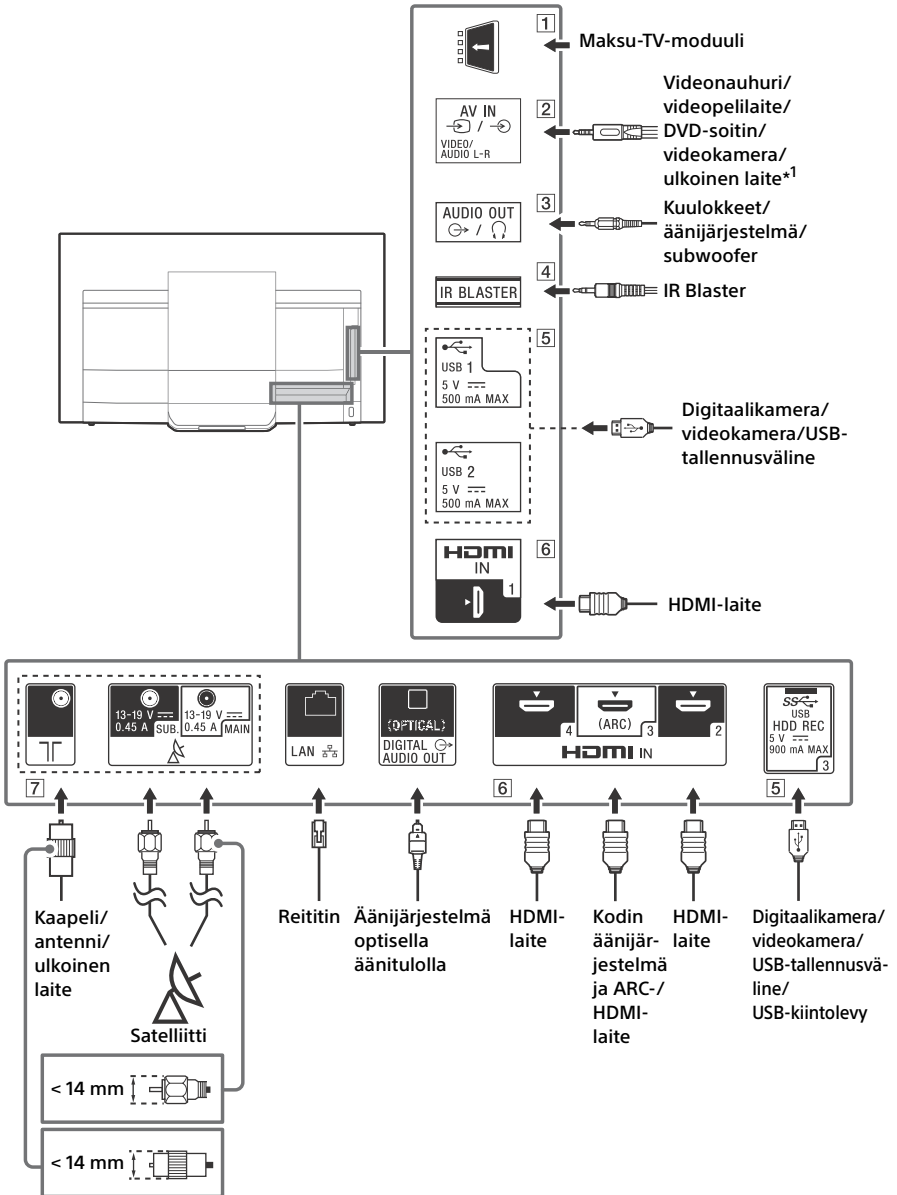 1
Maksu-TV-moduuli
AV IN
/
VIDEO/
AUDIO L-R
2
Videonauhuri/
videopelilaite/
DVD-soitin/
videokamera/
ulkoinen laite*1
AUDIO OUT
/
3
Kuulokkeet/
äänijärjestelmä/
subwoofer
4
IR BLASTER
IR Blaster
5
USB 1
5 V
500 mA MAX
USB 2
5 V
500 mA MAX
Digitaalikamera/
videokamera/USB-
tallennusväline
6
HDMI
IN
1
HDMI-laite
13-19 V
0.45 A
SUB.
13-19 V
0.45 A
MAIN
LAN
(OPTICAL)
DIGITAL
AUDIO OUT
4
(ARC)
3
2
HDMI IN
SS
USB
HDD REC
5 V
900 mA MAX
3
7
6
5
Kaapeli/
antenni/
ulkoinen
laite
Satelliitti
Reititin
Äänijärjestelmä
optisella
äänitulolla
HDMI-
laite
Kodin
äänijär-
jestelmä
ja ARC-/
HDMI-
laite
HDMI-
laite
Digitaalikamera/
videokamera/
USB-tallennusvä-
line/
USB-kiintolevy
< 14 mm
< 14 mm